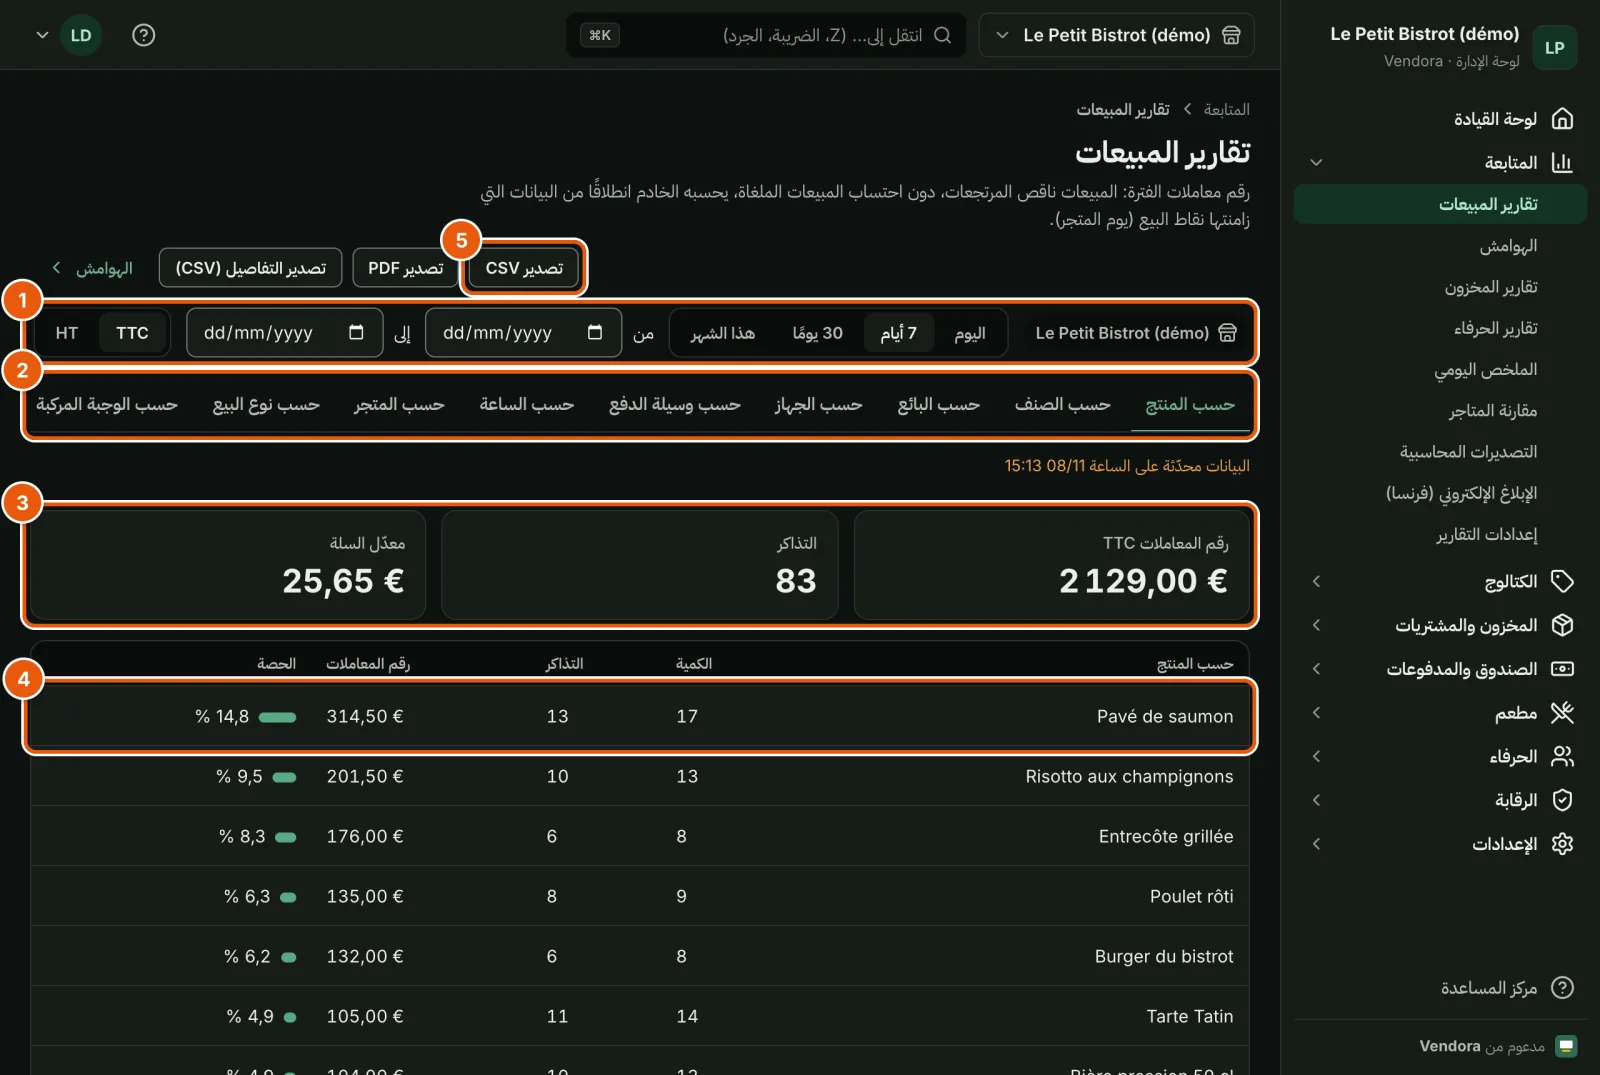 Le Petit Bistrot (démo)
LP
لوحة الإدارة · Vendora
Le Petit Bistrot (démo)
انتقل إلى... (Z، الضريبة، الجرد)
⌘K
LD
لوحة القيادة
المتابعة
تقارير المبيعات
الهوامش
تقارير المخزون
تقارير الحرفاء
الملخص اليومي
مقارنة المتاجر
التصديرات المحاسبية
الإبلاغ الإلكتروني (فرنسا)
إعدادات التقارير
الكتالوج
المخزون والمشتريات
الصندوق والمدفوعات
مطعم
الحرفاء
الرقابة
الإعدادات
مركز المساعدة
مدعوم من Vendora
المتابعة
تقارير المبيعات
تقارير المبيعات
رقم معاملات الفترة: المبيعات ناقص المرتجعات، دون احتساب المبيعات الملغاة، يحسبه الخادم انطلاقًا من البيانات التي
زامنتها نقاط البيع (يوم المتجر).
5
تصدير CSV
تصدير PDF
تصدير التفاصيل (CSV)
الهوامش
1
Le Petit Bistrot (démo)
اليوم
7 أيام
30 يومًا
هذا الشهر
من
dd/mm/yyyy
إلى
dd/mm/yyyy
TTC
HT
2
حسب المنتج
حسب الصنف
حسب البائع
حسب الجهاز
حسب وسيلة الدفع
حسب الساعة
حسب المتجر
حسب نوع البيع
حسب الوجبة المركبة
البيانات محدّثة على الساعة 08/11 15:13
3
رقم المعاملات TTC
2 129,00 €
التذاكر
83
معدّل السلة
25,65 €
حسب المنتج
الكمية
التذاكر
رقم المعاملات
الحصة
4
Pavé de saumon
17
13
314,50 €
14,8 %
Risotto aux champignons
13
10
201,50 €
9,5 %
Entrecôte grillée
8
6
176,00 €
8,3 %
Poulet rôti
9
8
135,00 €
6,3 %
Burger du bistrot
8
6
132,00 €
6,2 %
Tarte Tatin
14
11
105,00 €
4,9 %
Bière pression 50 cl
13
10
104,00 €
4,9 %